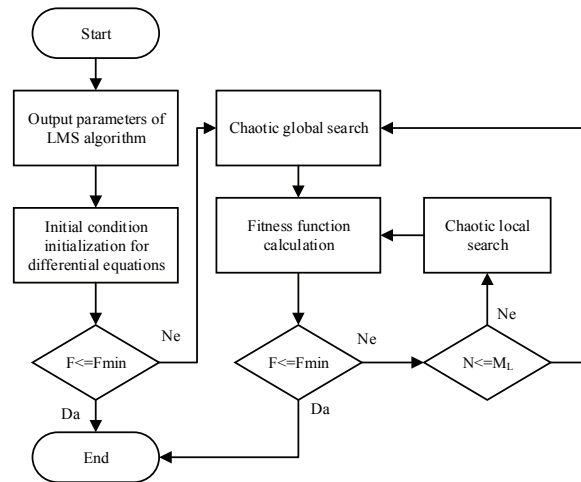 Start
Output parameters of
LMS algorithm
Initial condition
initialization for
differential equations
F<=Fmin
Ne
Da
End
Chaotic global search
Fitness function
calculation
F<=Fmin
Ne
Da
Chaotic local
search
Ne
N<=M_L